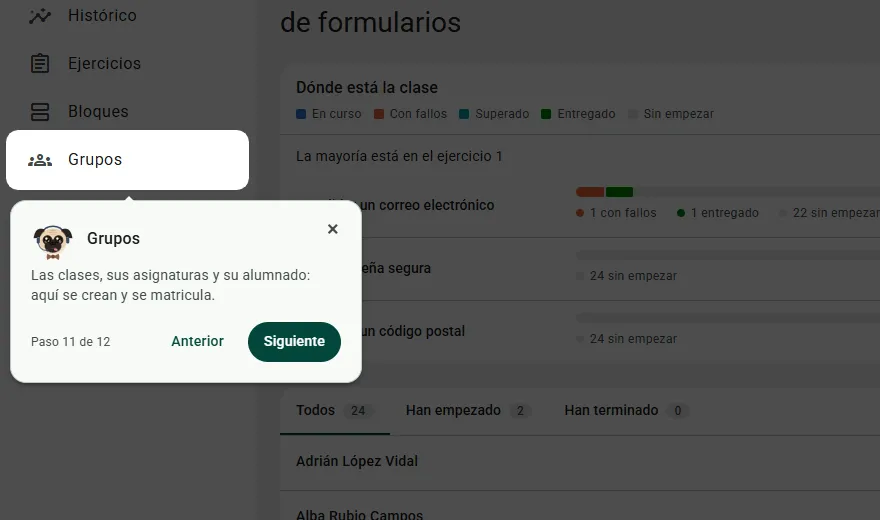 Histórico
Ejercicios
Bloques
Grupos
Grupos
Las clases, sus asignaturas y su alumnado:
aquí se crean y se matricula.
Paso 11 de 12
Anterior
Siguiente
de formularios
Dónde está la clase
En curso Con fallos Superado Entregado Sin empezar
La mayoría está en el ejercicio 1
un correo electrónico
1 con fallos 1 entregado 22 sin empezar
segura
24 sin empezar
un código postal
24 sin empezar
Todos 24 Han empezado 2 Han terminado 0
Adrián López Vidal
Alba Rubio Campos